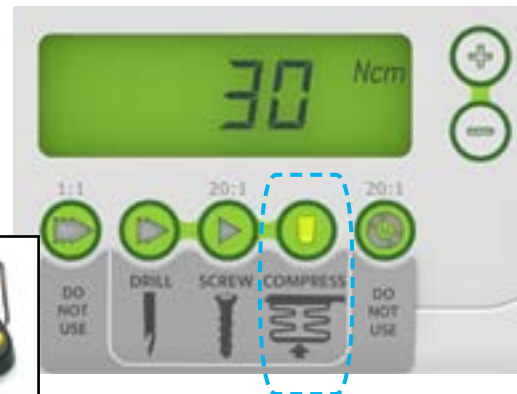 30 Ncm
1:1 20:1 20:1
DRILL SCREW COMPRESS
DO
NOT
USE
DO
NOT
USE